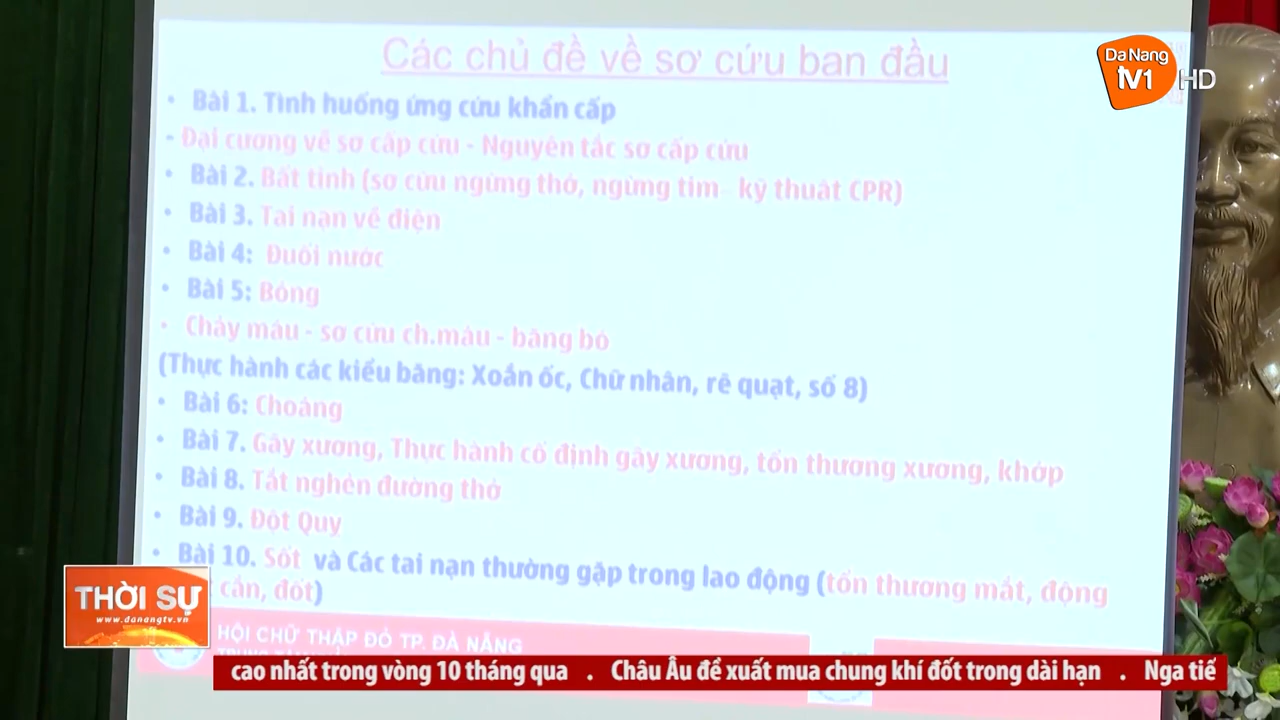 Các chủ đề về sơ cứu ban đầu
Da Nang
tv1 HD
• Bài 1. Tình huống ứng cứu khẩn cấp
- Đại cương về sơ cấp cứu - Nguyên tắc sơ cấp cứu
• Bài 2. Bất tỉnh (sơ cứu ngừng thở, ngừng tim - kỹ thuật CPR)
• Bài 3. Tai nạn về điện
• Bài 4: Đuối nước
• Bài 5: Bỏng
• Chảy máu - sơ cứu ch.máu - băng bó
(Thực hành các kiểu băng: Xoắn ốc, Chữ nhân, rẽ quạt, số 8)
• Bài 6: Choáng
• Bài 7. Gãy xương, Thực hành cố định gãy xương, tổn thương xương, khớp
• Bài 8. Tắt nghẽn đường thở
• Bài 9. Đột Quỵ
• Bài 10. Sốt và Các tai nạn thường gặp trong lao động (tổn thương mắt, động
cắn, đốt)
THỜI SỰ
www.danangtv.vn
HỘI CHỮ THẬP ĐỎ TP. ĐÀ NẴNG
cao nhất trong vòng 10 tháng qua . Châu Âu đề xuất mua chung khí đốt trong dài hạn . Nga tiế